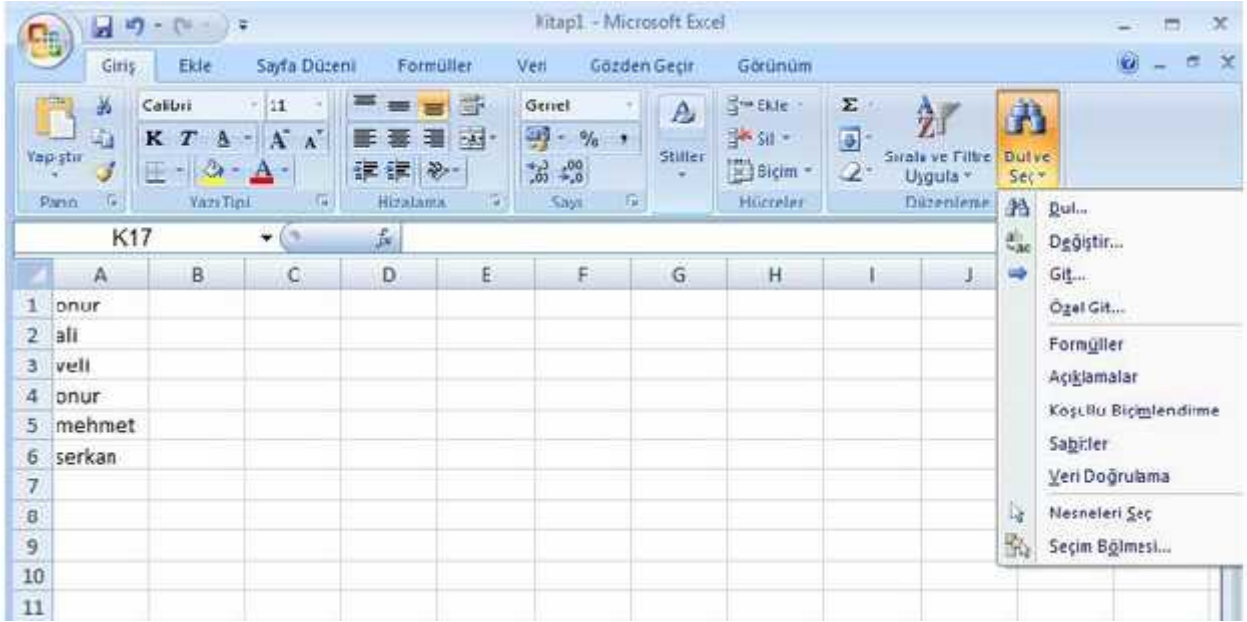 Kitap1 - Microsoft Excel
Giriş Ekle Sayfa Düzeni Formüller Veri Gözden Geçir Görünüm
Yapıştır
Calibri 11
K T A A A
Genel
% ,
Stiller
Ekle
Sil
Biçim
Σ
Sırala ve Filtre Uygula
Bul ve Seç
Pano Yazı Tipi Hizalama Sayı Hücreler Düzenleme
K17 fx
A B C D E F G H I J
1 onur
2 ali
3 veli
4 onur
5 mehmet
6 serkan
7
8
9
10
11
Bul...
Değiştir...
Git...
Özel Git...
Formüller
Açıklamalar
Koşullu Biçimlendirme
Sabitler
Veri Doğrulama
Nesneleri Seç
Seçim Bölmesi...